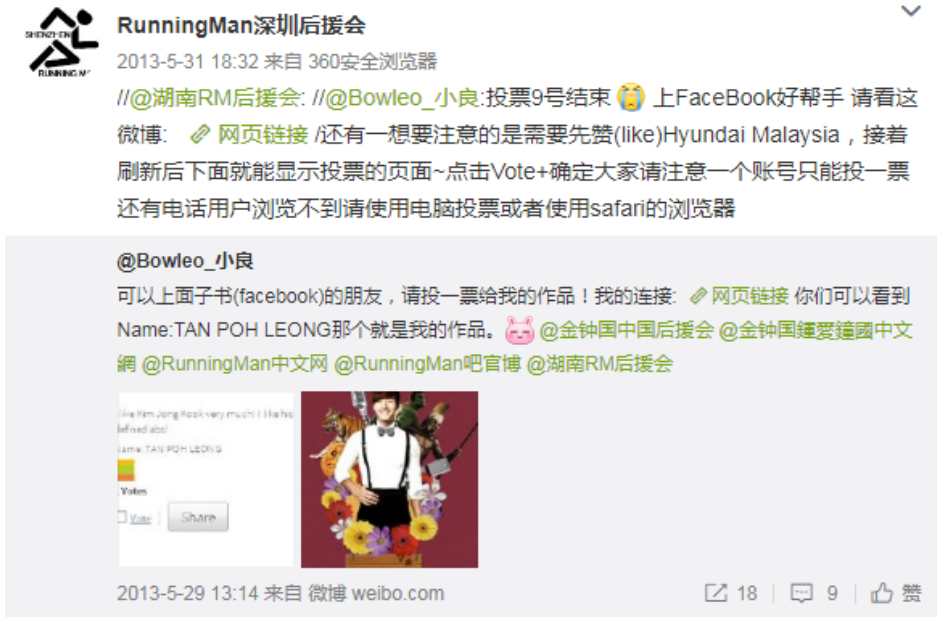 SHENZHEN
RUNNING M
RunningMan深圳后援会
2013-5-31 18:32 来自 360安全浏览器
//@湖南RM后援会: //@Bowleo_小良:投票9号结束 上FaceBook好帮手 请看这
微博: 网页链接 /还有一想要注意的是需要先赞(like)Hyundai Malaysia，接着
刷新后下面就能显示投票的页面~点击Vote+确定大家请注意一个账号只能投一票
还有电话用户浏览不到请使用电脑投票或者使用safari的浏览器
@Bowleo_小良
可以上面子书(facebook)的朋友，请投一票给我的作品！我的连接: 网页链接 你们可以看到
Name:TAN POH LEONG那个就是我的作品。 @金钟国中国后援会 @金钟国鍾愛鐘國中文
網 @RunningMan中文网 @RunningMan吧官博 @湖南RM后援会
like Kim Jong Kook very much! I like his
defined abs!
ame: TAN POH LEONG
Votes
Vote
Share
2013-5-29 13:14 来自 微博 weibo.com
18 9 赞